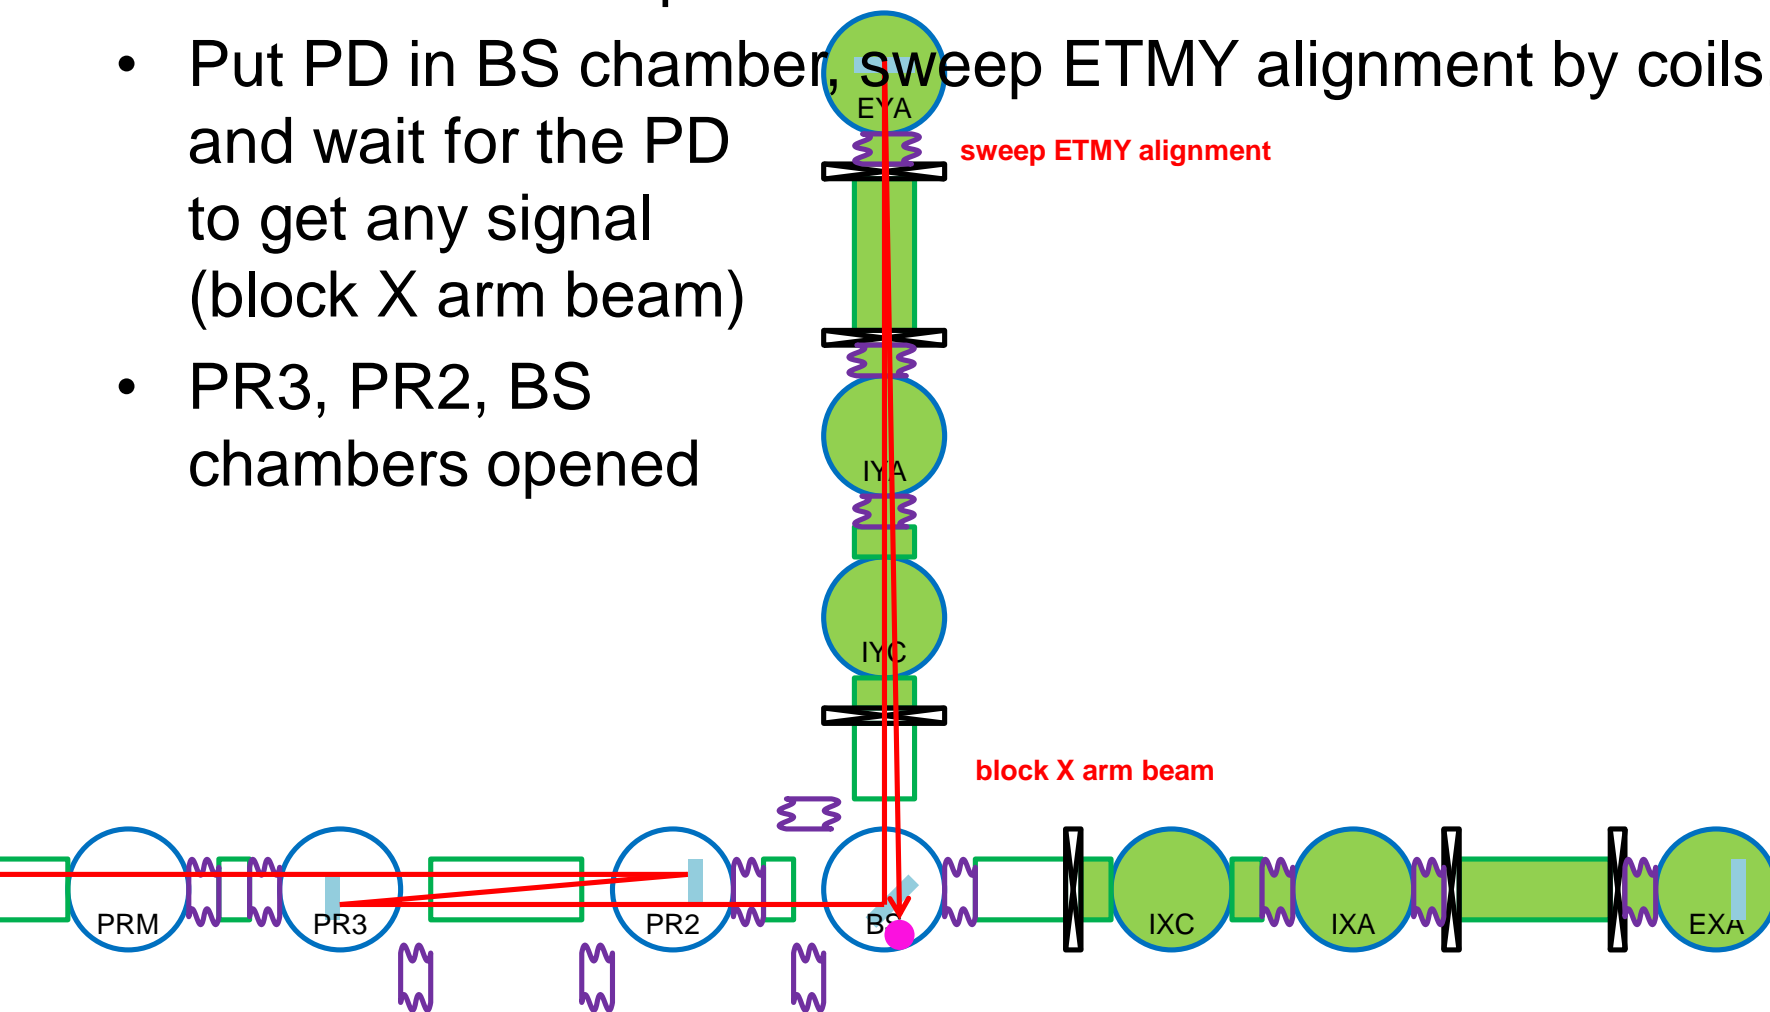 • Put PD in BS chamber, sweep ETMY alignment by coils
and wait for the PD
to get any signal
(block X arm beam)
• PR3, PR2, BS
chambers opened
EYA
sweep ETMY alignment
IYA
IYC
block X arm beam
PRM
PR3
PR2
BS
IXC
IXA
EXA